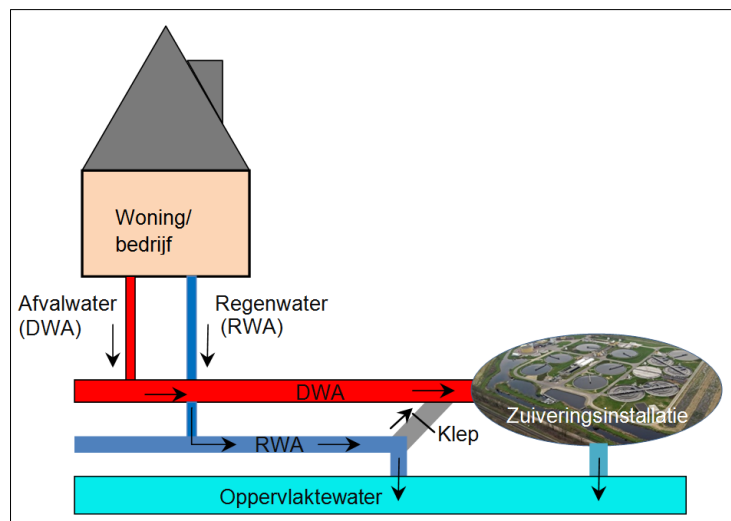 Woning/
bedrijf
Afvalwater
(DWA)
Regenwater
(RWA)
DWA
Zuiveringsinstallatie
Klep
RWA
Oppervlaktewater